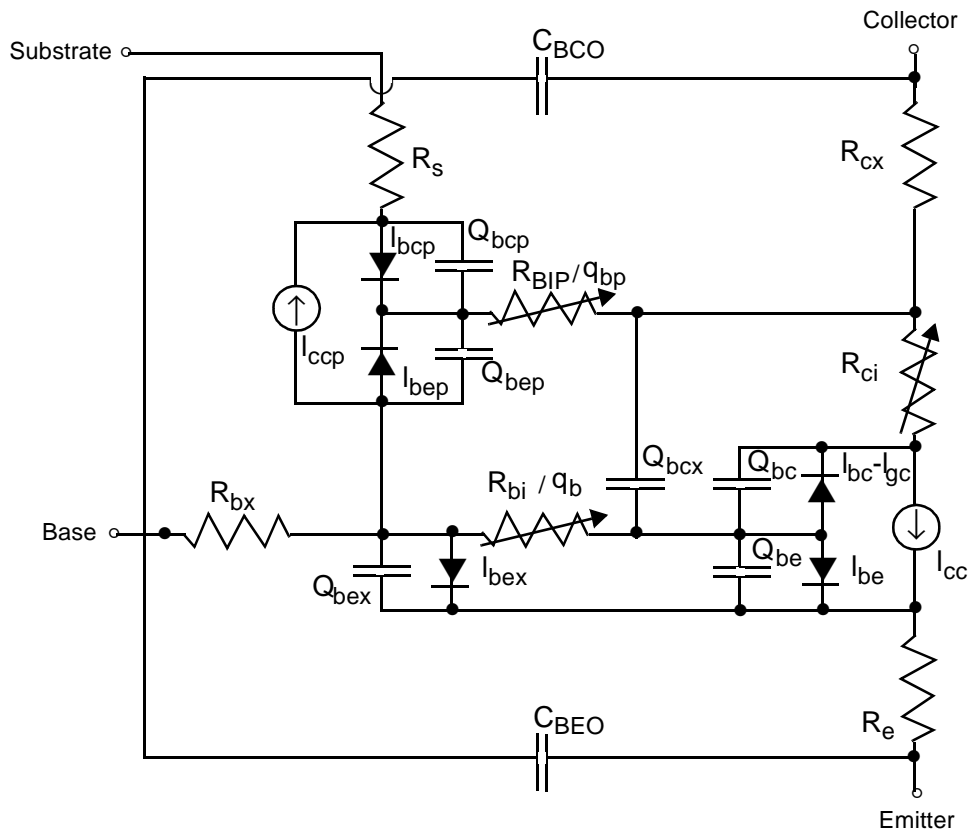 Collector
Substrate
C_BCO
R_cx
R_s
Q_bcp
I_bcp
R_BIP/q_bp
I_ccp
R_ci
I_bep
Q_bep
Q_bcx
Q_bc
I_bc-I_gc
R_bx
R_bi / q_b
Base
Q_be
I_bex
I_be
I_cc
Q_bex
C_BEO
R_e
Emitter